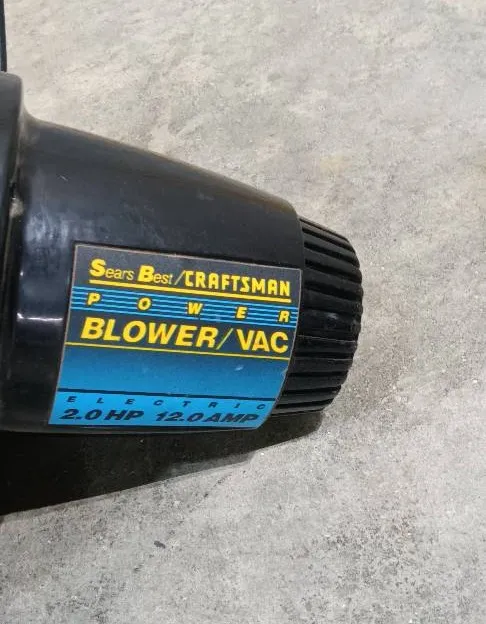 Sears Best/CRAFTSMAN
POWER
BLOWER/VAC
ELECTRIC
2.0 HP 12.0 AMP